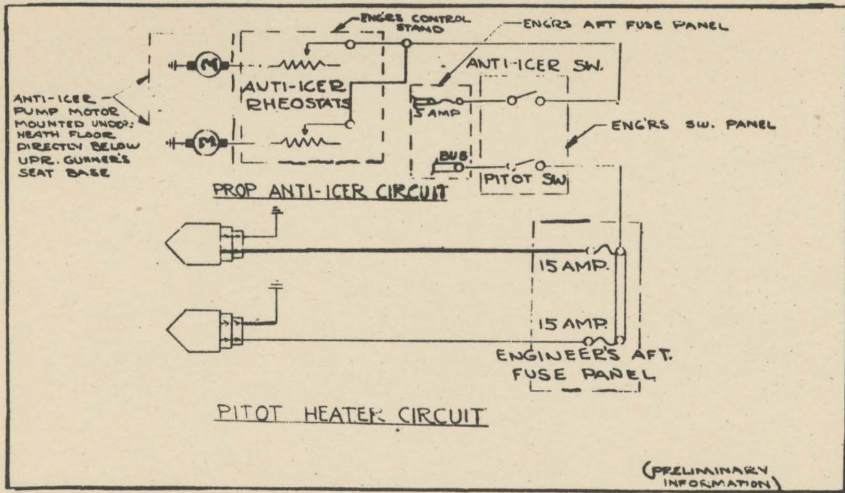 ENG'RS CONTROL
STAND
ENG'RS AFT FUSE PANEL
ANTI-ICER SW.
M
ANTI-ICER
RHEOSTATS
5 AMP
ANTI-ICER
PUMP MOTOR
MOUNTED UNDER-
HEATH FLOOR
DIRECTLY BELOW
UPR. GUNNER'S
SEAT BASE
M
ENG'RS SW. PANEL
BUS
PITOT SW
PROP ANTI-ICER CIRCUIT
15 AMP.
15 AMP.
ENGINEER'S AFT.
FUSE PANEL
PITOT HEATER CIRCUIT
(PRELIMINARY
INFORMATION)